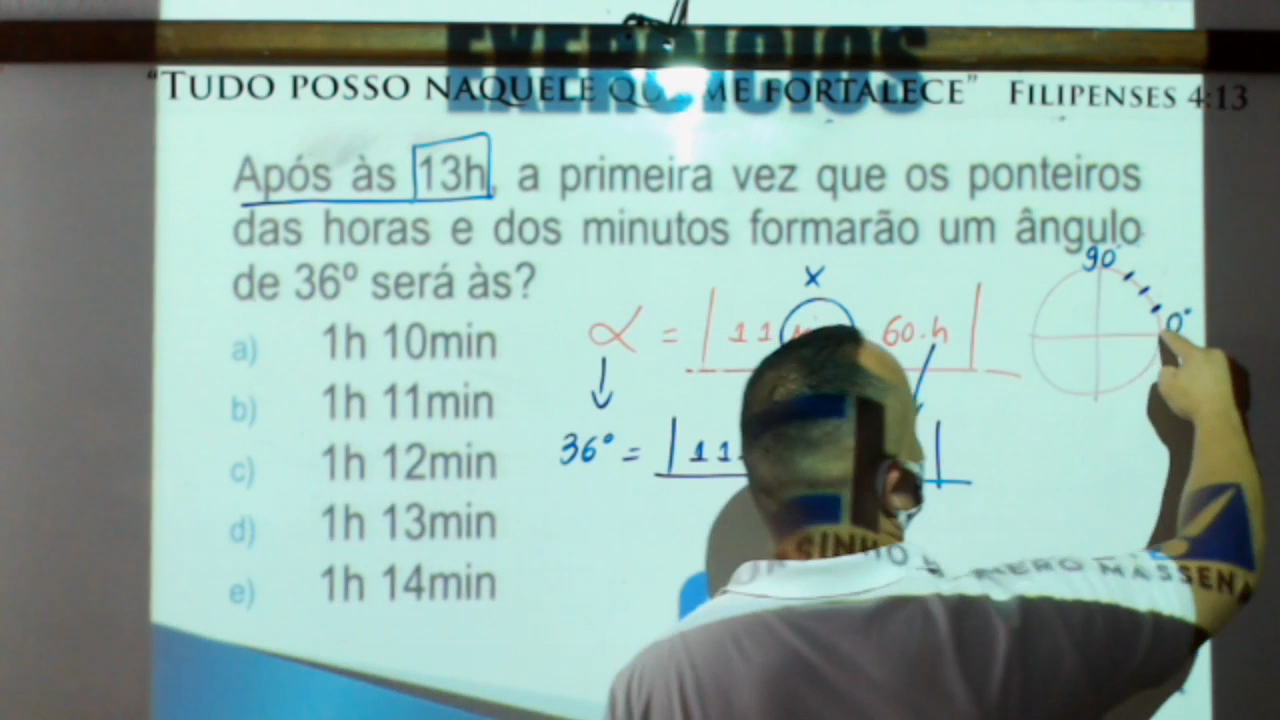 EXERCÍCIOS
"TUDO POSSO NAQUELE QUE ME FORTALECE" FILIPENSES 4:13
Após às 13h, a primeira vez que os ponteiros
das horas e dos minutos formarão um ângulo
de 36º será às?
a) 1h 10min
b) 1h 11min
c) 1h 12min
d) 1h 13min
e) 1h 14min
x
α = | 11 60.h |
36° = | 11 |
90°
0°